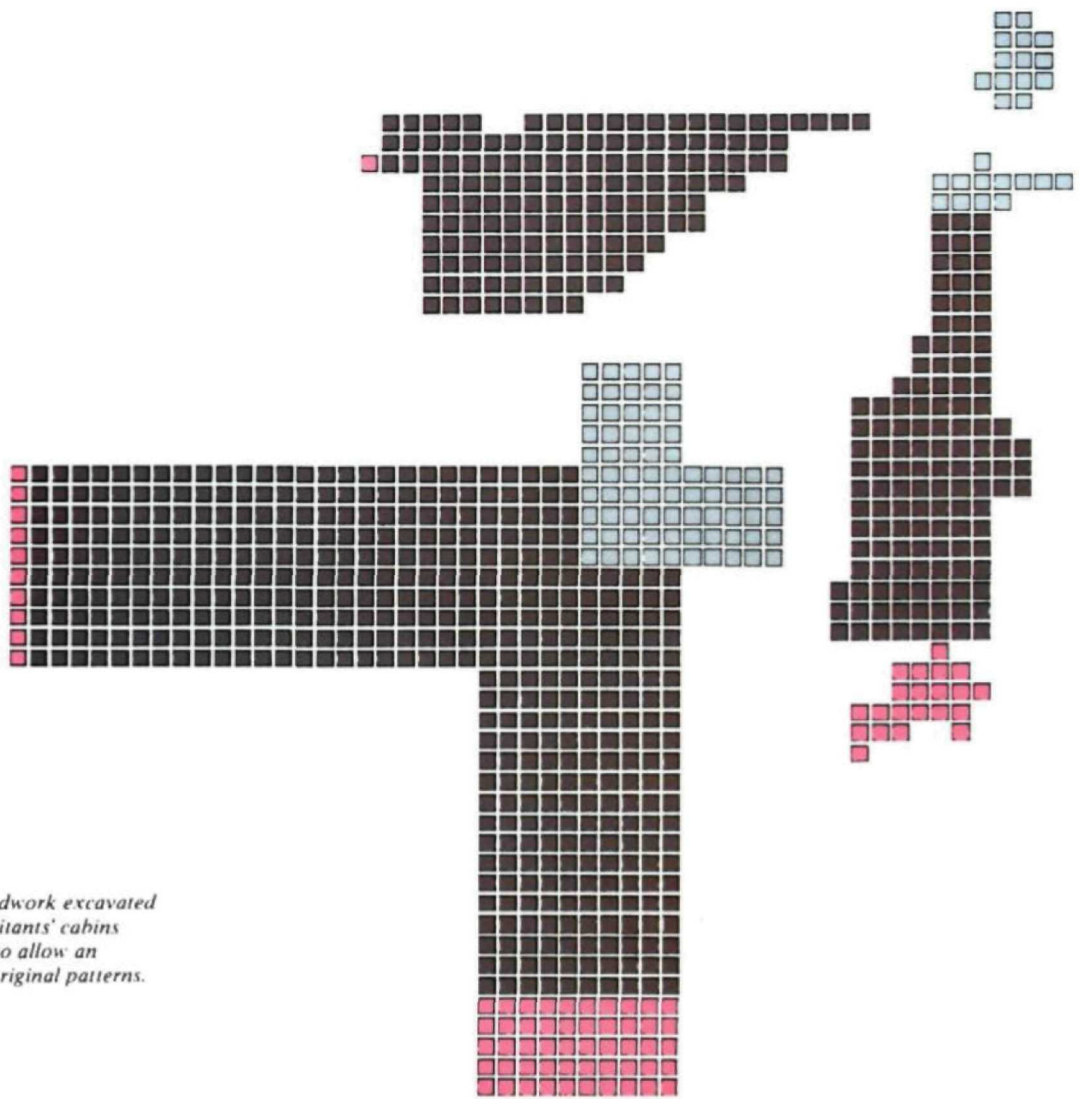 dwork excavated
itants' cabins
o allow an
riginal patterns.